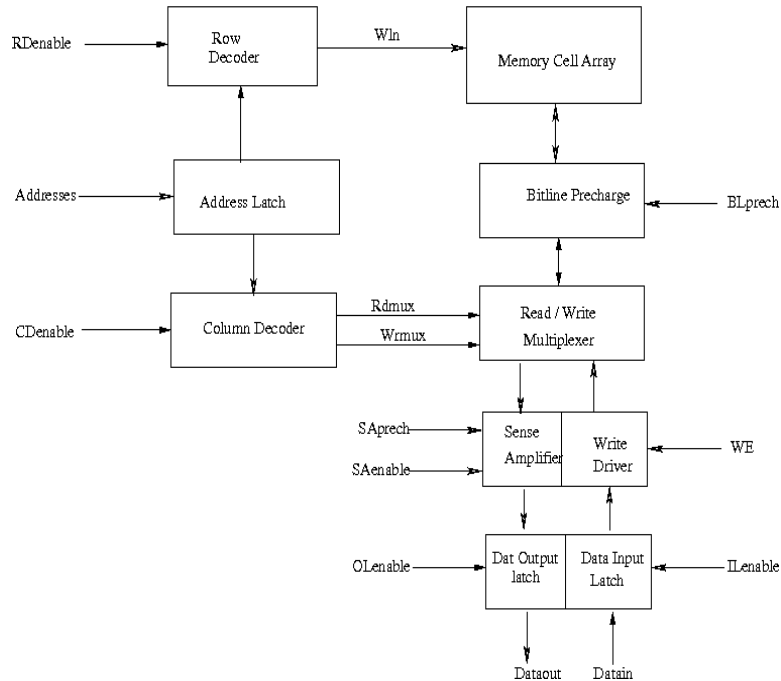 RDenable
Row
Decoder
Wln
Memory Cell Array
Addresses
Address Latch
Bitline Precharge
BLprech
CDenable
Column Decoder
Rdmux
Wrmux
Read / Write
Multiplexer
SAprech
SAenable
Sense
Amplifier
Write
Driver
WE
OLenable
Dat Output
latch
Data Input
Latch
ILenable
Dataout
Datain